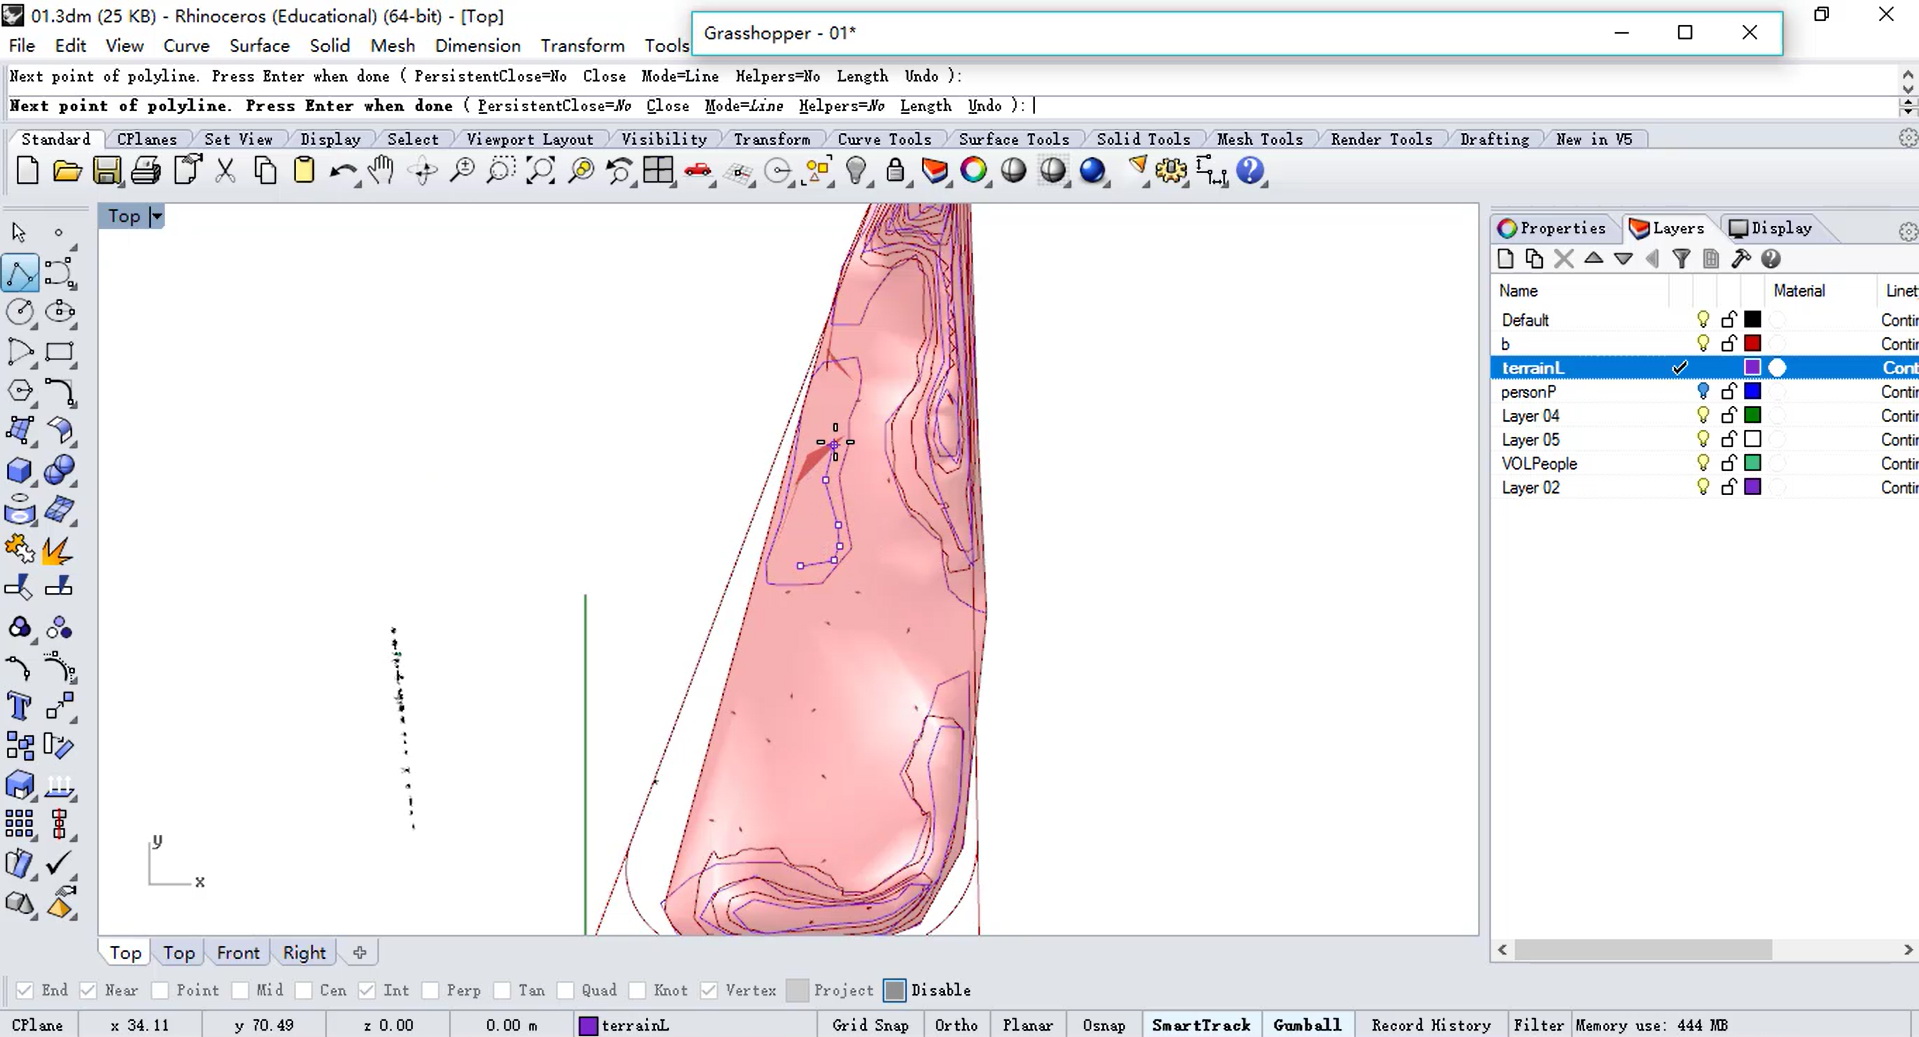 01.3dm (25 KB) - Rhinoceros (Educational) (64-bit) - [Top]
Grasshopper - 01*
File Edit View Curve Surface Solid Mesh Dimension Transform Tools
Next point of polyline. Press Enter when done ( PersistentClose=No Close Mode=Line Helpers=No Length Undo ):
Next point of polyline. Press Enter when done ( PersistentClose=No Close Mode=Line Helpers=No Length Undo ):
Standard CPlanes Set View Display Select Viewport Layout Visibility Transform Curve Tools Surface Tools Solid Tools Mesh Tools Render Tools Drafting New in V5
Top
Properties Layers Display
Name Material Linet
Default Contin
b Contin
terrainL Cont
personP Contin
Layer 04 Contin
Layer 05 Contin
VOLPeople Contin
Layer 02 Contin
y
x
Top Top Front Right
End Near Point Mid Cen Int Perp Tan Quad Knot Vertex Project Disable
CPlane x 34.11 y 70.49 z 0.00 0.00 m terrainL Grid Snap Ortho Planar Osnap SmartTrack Gumball Record History Filter Memory use: 444 MB